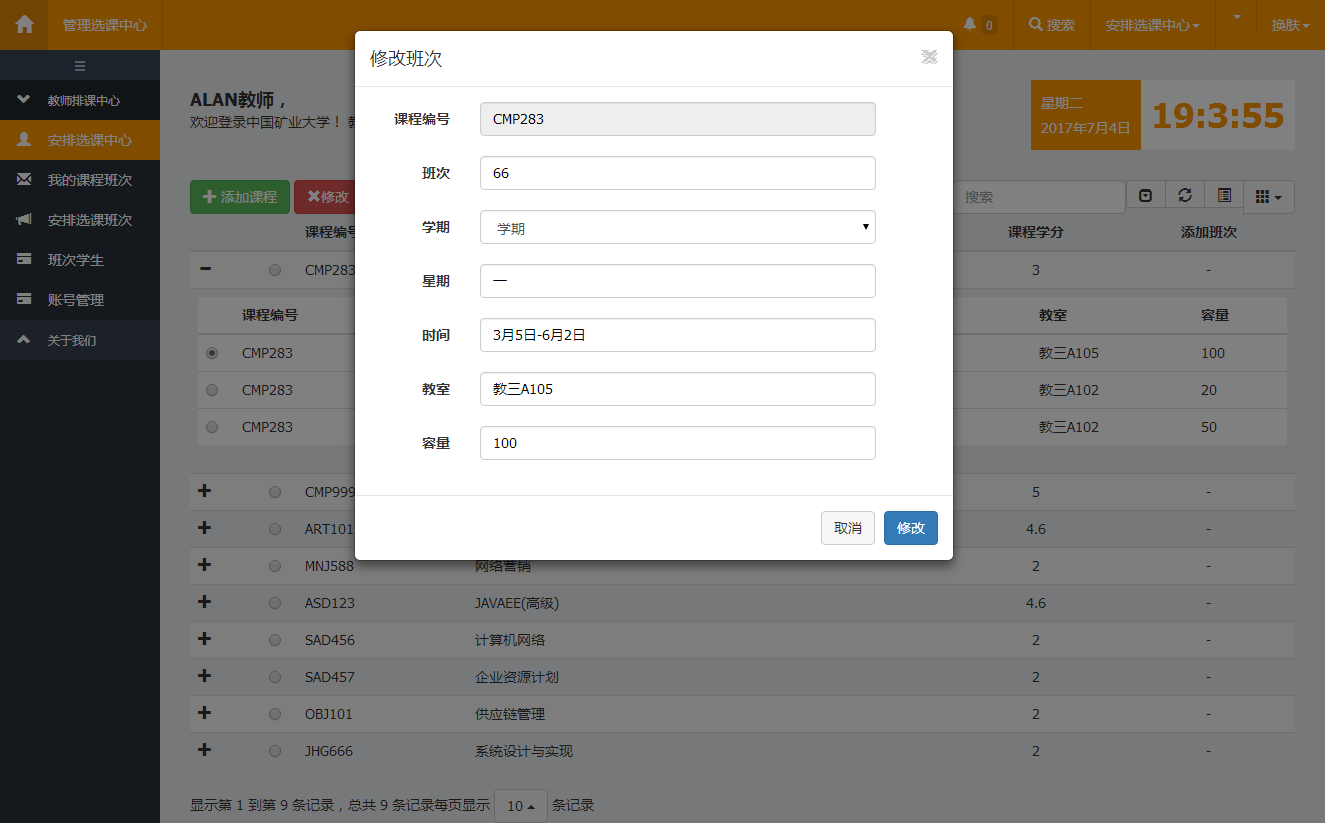 管理选课中心
0
搜索
安排选课中心
换肤
教师排课中心
安排选课中心
我的课程班次
安排选课班次
班次学生
账号管理
关于我们
ALAN教师，
欢迎登录中国矿业大学！
星期二
2017年7月4日
19:3:55
添加课程
修改
搜索
课程编号
课程学分
添加班次
CMP283
3
-
课程编号
教室
容量
CMP283
教三A105
100
CMP283
教三A102
20
CMP283
教三A102
50
CMP999
5
-
ART101
4.6
-
MNJ588
网络营销
2
-
ASD123
JAVAEE(高级)
4.6
-
SAD456
计算机网络
2
-
SAD457
企业资源计划
2
-
OBJ101
供应链管理
2
-
JHG666
系统设计与实现
2
-
显示第 1 到第 9 条记录，总共 9 条记录每页显示 10 条记录
修改班次
课程编号
CMP283
班次
66
学期
学期
星期
一
时间
3月5日-6月2日
教室
教三A105
容量
100
取消
修改